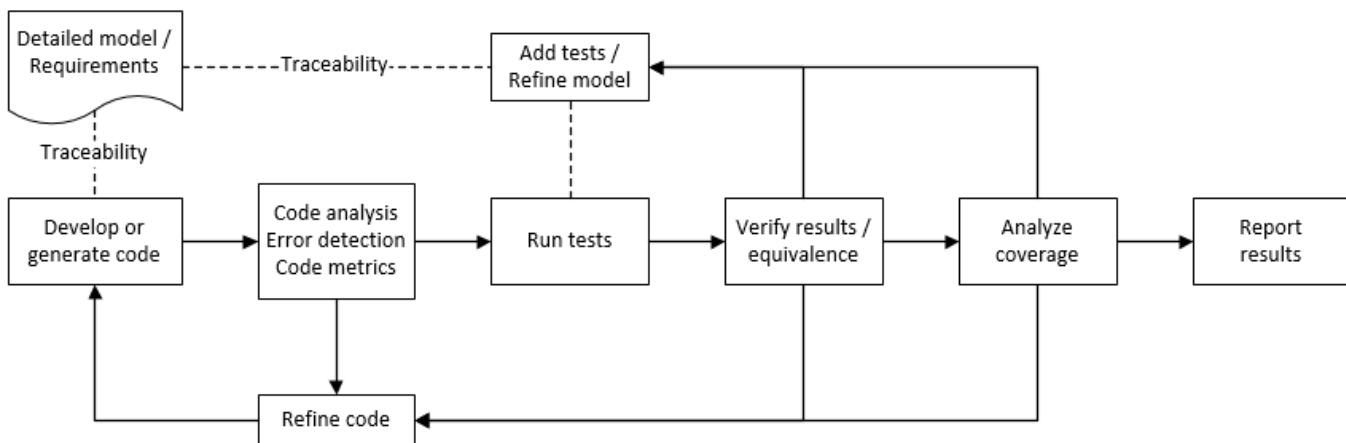 Detailed model /
Requirements
Traceability
Add tests /
Refine model
Traceability
Develop or
generate code
Code analysis
Error detection
Code metrics
Run tests
Verify results /
equivalence
Analyze
coverage
Report
results
Refine code